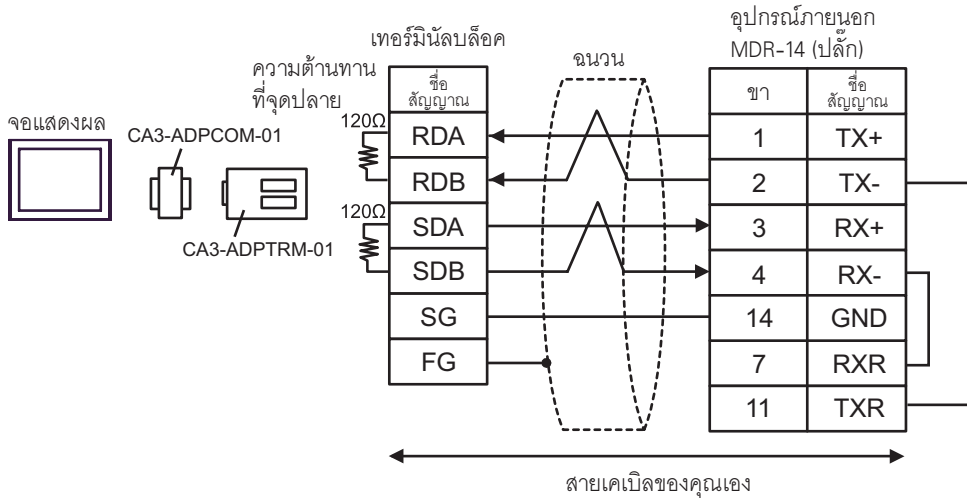 อุปกรณ์ภายนอก
MDR-14 (ปลั๊ก)
เทอร์มินัลบล็อค
ฉนวน
ความต้านทาน
ที่จุดปลาย
จอแสดงผล
CA3-ADPCOM-01
CA3-ADPTRM-01
120Ω
120Ω
ชื่อ
สัญญาณ
RDA
RDB
SDA
SDB
SG
FG
ขา
ชื่อ
สัญญาณ
1 TX+
2 TX-
3 RX+
4 RX-
14 GND
7 RXR
11 TXR
สายเคเบิลของคุณเอง